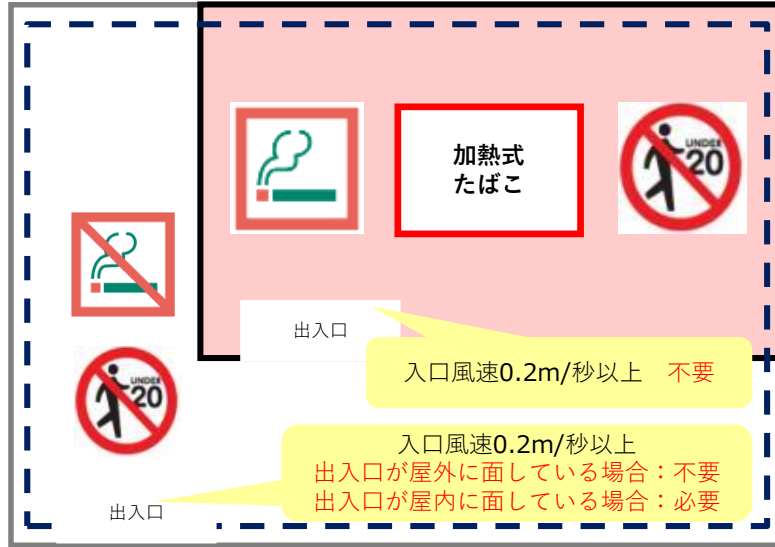 UNDER
20
加熱式
たばこ
出入口
入口風速0.2m/秒以上　不要
UNDER
20
入口風速0.2m/秒以上
出入口が屋外に面している場合：不要
出入口が屋内に面している場合：必要
出入口